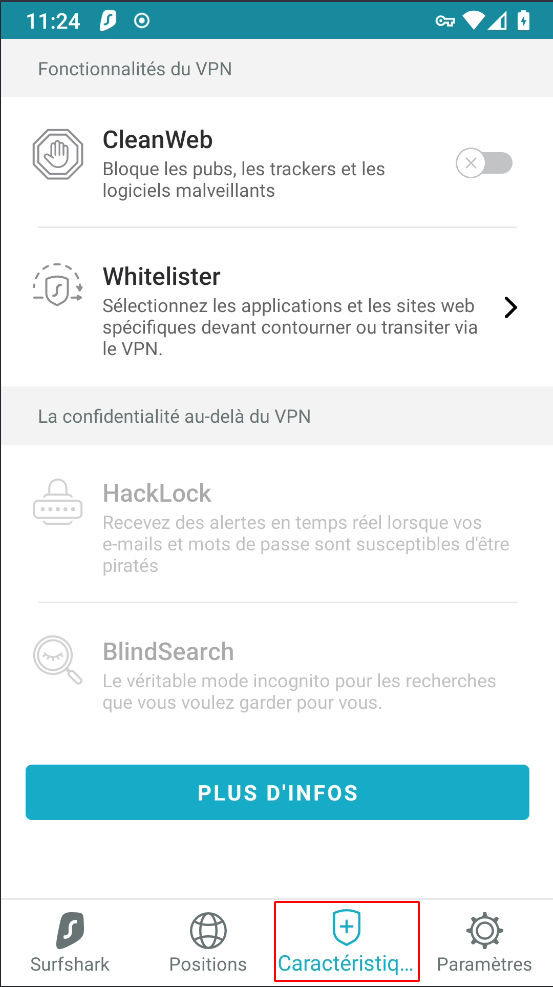 11:24
Fonctionnalités du VPN
CleanWeb
Bloque les pubs, les trackers et les
logiciels malveillants
Whitelister
Sélectionnez les applications et les sites web
spécifiques devant contourner ou transiter via
le VPN.
La confidentialité au-delà du VPN
HackLock
Recevez des alertes en temps réel lorsque vos
e-mails et mots de passe sont susceptibles d'être
piratés
BlindSearch
Le véritable mode incognito pour les recherches
que vous voulez garder pour vous.
PLUS D'INFOS
Surfshark
Positions
Caractéristiq...
Paramètres